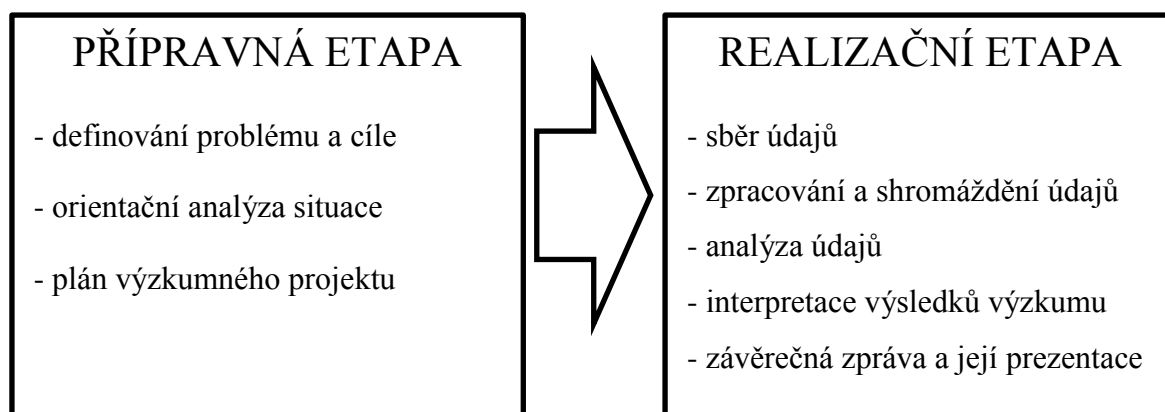 PŘÍPRAVNÁ ETAPA
- definování problému a cíle
- orientační analýza situace
- plán výzkumného projektu
REALIZAČNÍ ETAPA
- sběr údajů
- zpracování a shromáždění údajů
- analýza údajů
- interpretace výsledků výzkumu
- závěrečná zpráva a její prezentace